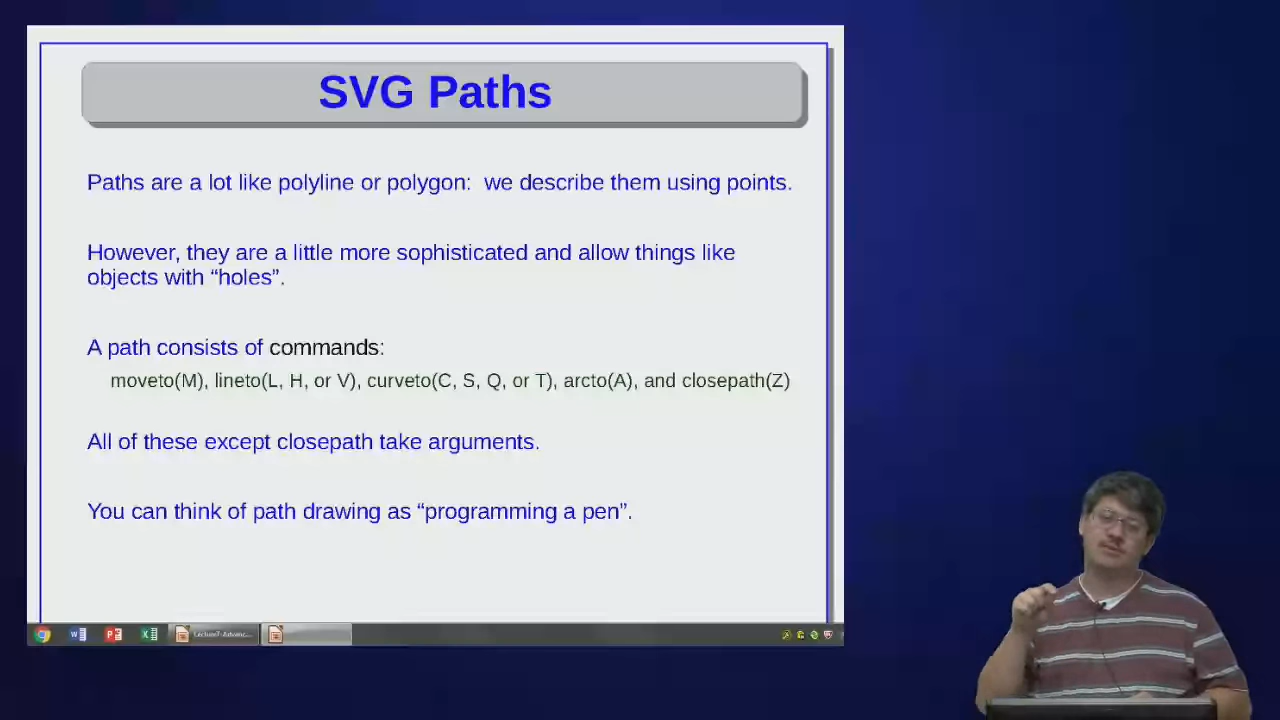 SVG Paths
Paths are a lot like polyline or polygon:  we describe them using points.
However, they are a little more sophisticated and allow things like
objects with “holes”.
A path consists of commands:
moveto(M), lineto(L, H, or V), curveto(C, S, Q, or T), arcto(A), and closepath(Z)
All of these except closepath take arguments.
You can think of path drawing as “programming a pen”.
Lecture7:Advanc...